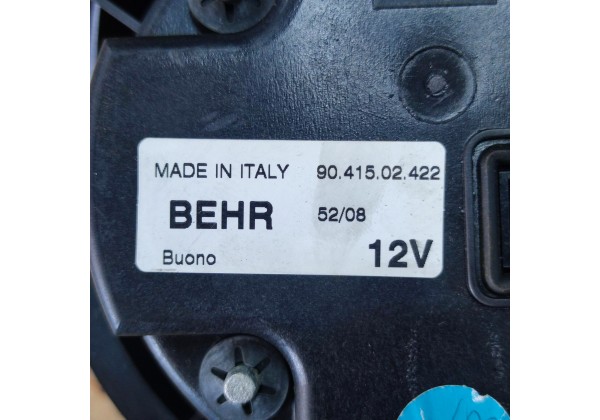 MADE IN ITALY 90.415.02.422
BEHR 52/08
Buono 12V